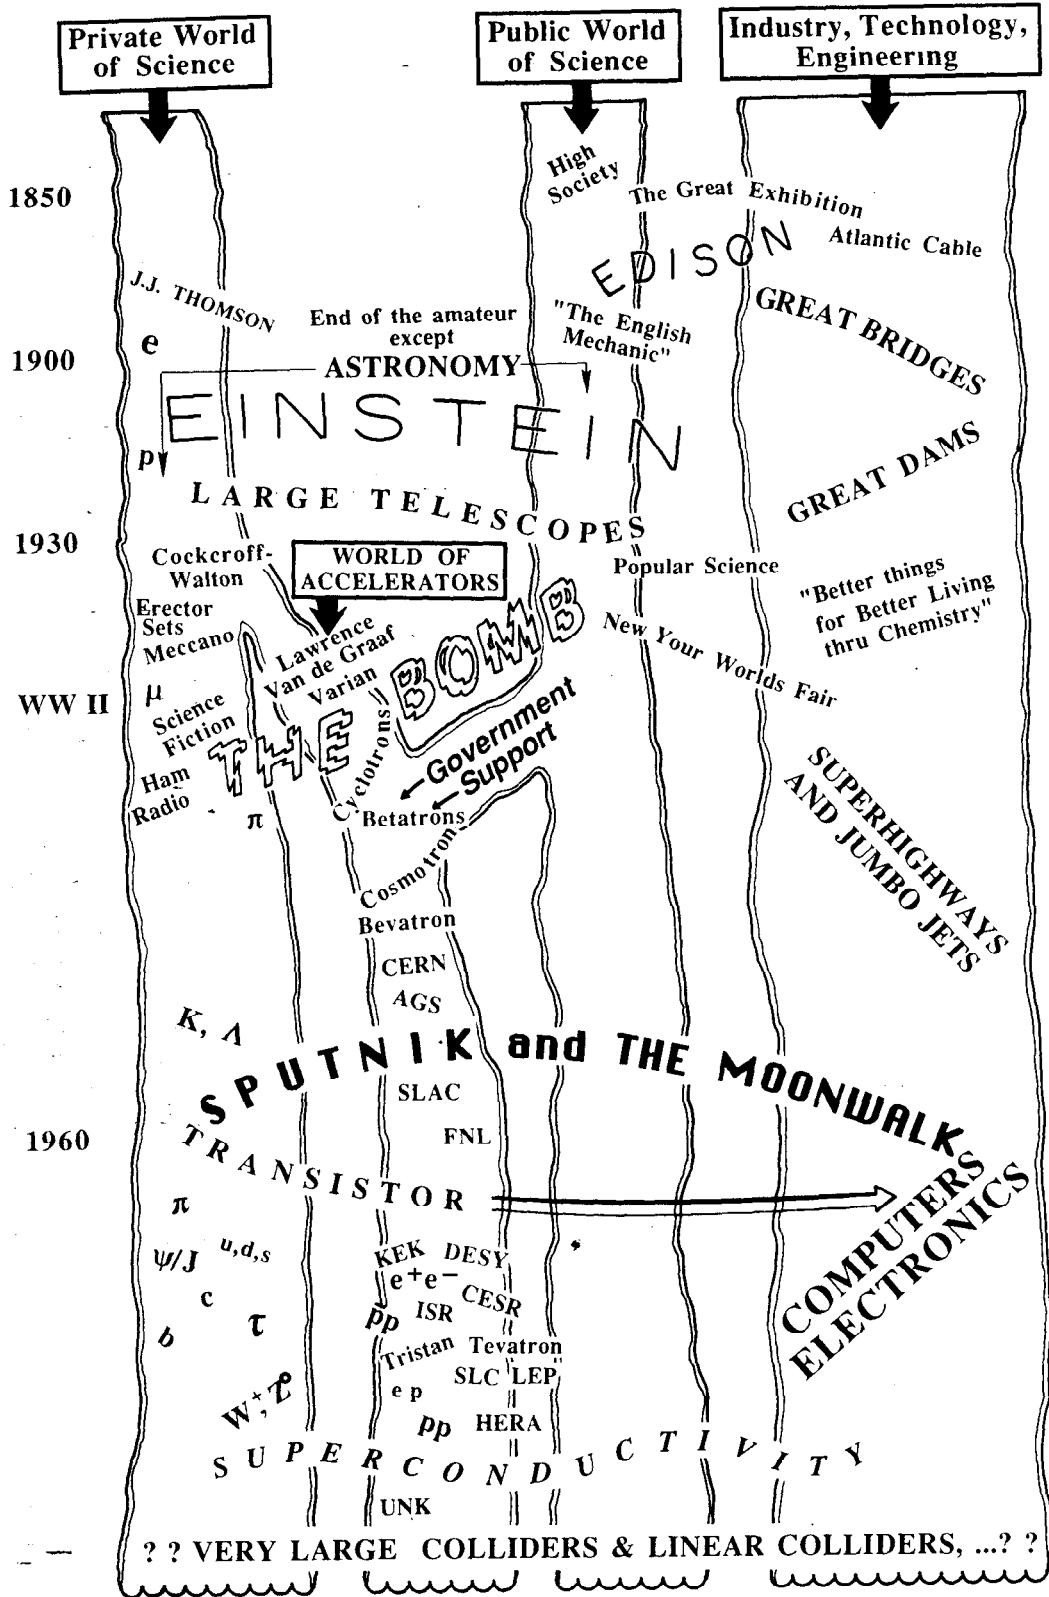 Private World
of Science
Public World
of Science
Industry, Technology,
Engineering
High
Society
1850
The Great Exhibition
Atlantic Cable
EDISON
J.J. THOMSON
End of the amateur
except
ASTRONOMY
"The English
Mechanic"
GREAT BRIDGES
e
1900
EINSTEIN
p
GREAT DAMS
LARGE TELESCOPES
1930
Cockcroff-
Walton
WORLD OF
ACCELERATORS
Popular Science
"Better things
for Better Living
thru Chemistry"
Erector
Sets
Meccano
Lawrence
Van de Graaf
Varian
New Your Worlds Fair
THE BOMB
WW II
μ
Science
Fiction
Cyclotrons
Government
Support
Ham
Radio
π
Betatrons
SUPERHIGHWAYS
AND JUMBO JETS
Cosmotron
Bevatron
CERN
AGS
K, Λ
SPUTNIK and THE MOONWALK
SLAC
FNL
1960
TRANSISTOR
COMPUTERS
ELECTRONICS
π
ψ/J
u,d,s
KEK DESY
e+e−
CESR
c
τ
b
p̄p
ISR
Tristan
Tevatron
SLC LEP
e p
W±, Z°
pp
HERA
SUPERCONDUCTIVITY
UNK
? ? VERY LARGE COLLIDERS & LINEAR COLLIDERS, ...? ?